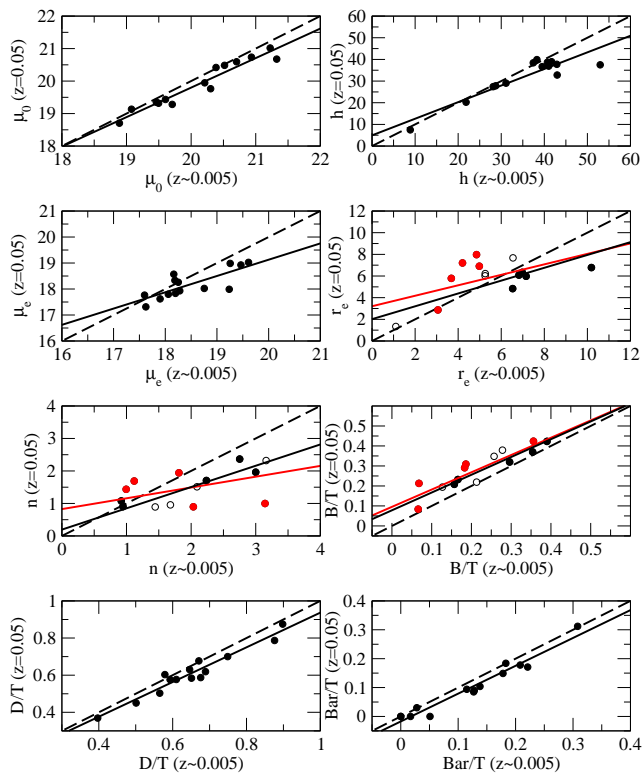 22
21
20
19
18
18 19 20 21 22
μ0 (z=0.05)
μ0 (z~0.005)
60
50
40
30
20
10
0
0 10 20 30 40 50 60
h (z=0.05)
h (z~0.005)
21
20
19
18
17
16
16 17 18 19 20 21
μe (z=0.05)
μe (z~0.005)
12
10
8
6
4
2
0
0 2 4 6 8 10 12
re (z=0.05)
re (z~0.005)
4
3
2
1
0
0 1 2 3 4
n (z=0.05)
n (z~0.005)
0.5
0.4
0.3
0.2
0.1
0
0 0.1 0.2 0.3 0.4 0.5
B/T (z=0.05)
B/T (z~0.005)
1
0.8
0.6
0.4
0.4 0.6 0.8 1
D/T (z=0.05)
D/T (z~0.005)
0.4
0.3
0.2
0.1
0
0 0.1 0.2 0.3 0.4
Bar/T (z=0.05)
Bar/T (z~0.005)